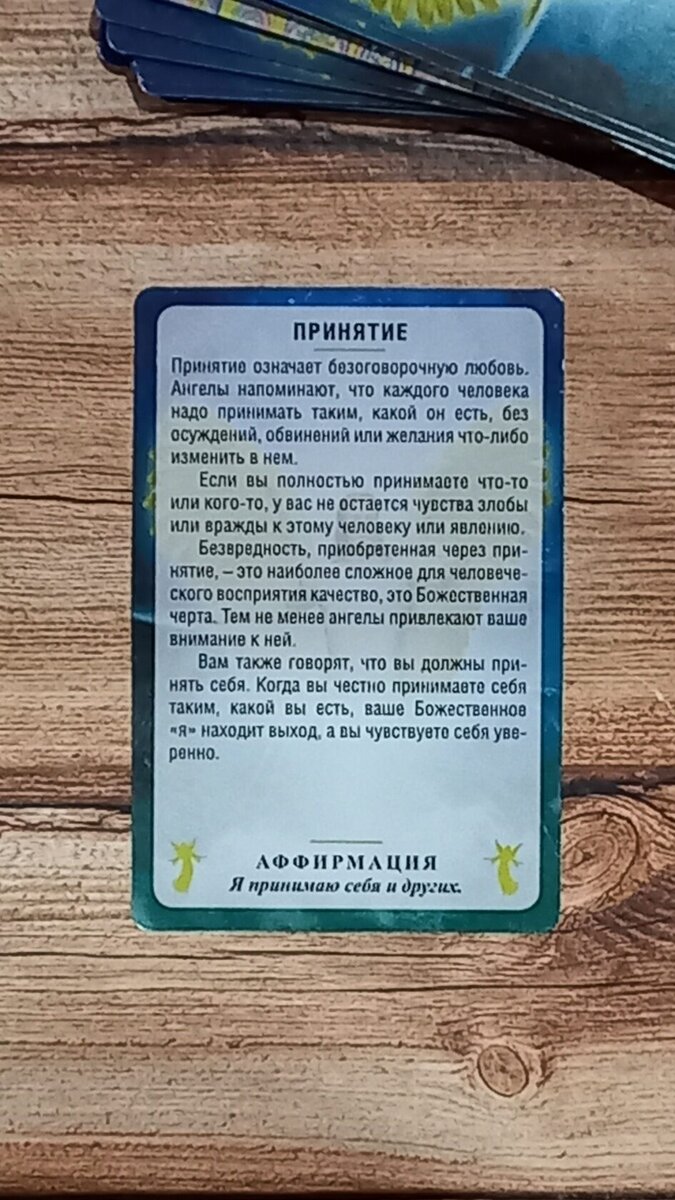 ПРИНЯТИЕ
Принятие означает безоговорочную любовь.
Ангелы напоминают, что каждого человека
надо принимать таким, какой он есть, без
осуждений, обвинений или желания что-либо
изменить в нем.
Если вы полностью принимаете что-то
или кого-то, у вас не остается чувства злобы
или вражды к этому человеку или явлению.
Безвредность, приобретенная через при-
нятие, – это наиболее сложное для человече-
ского восприятия качество, это Божественная
черта. Тем не менее ангелы привлекают ваше
внимание к ней.
Вам также говорят, что вы должны при-
нять себя. Когда вы честно принимаете себя
таким, какой вы есть, ваше Божественное
«я» находит выход, а вы чувствуете себя уве-
ренно.
АФФИРМАЦИЯ
Я принимаю себя и других.